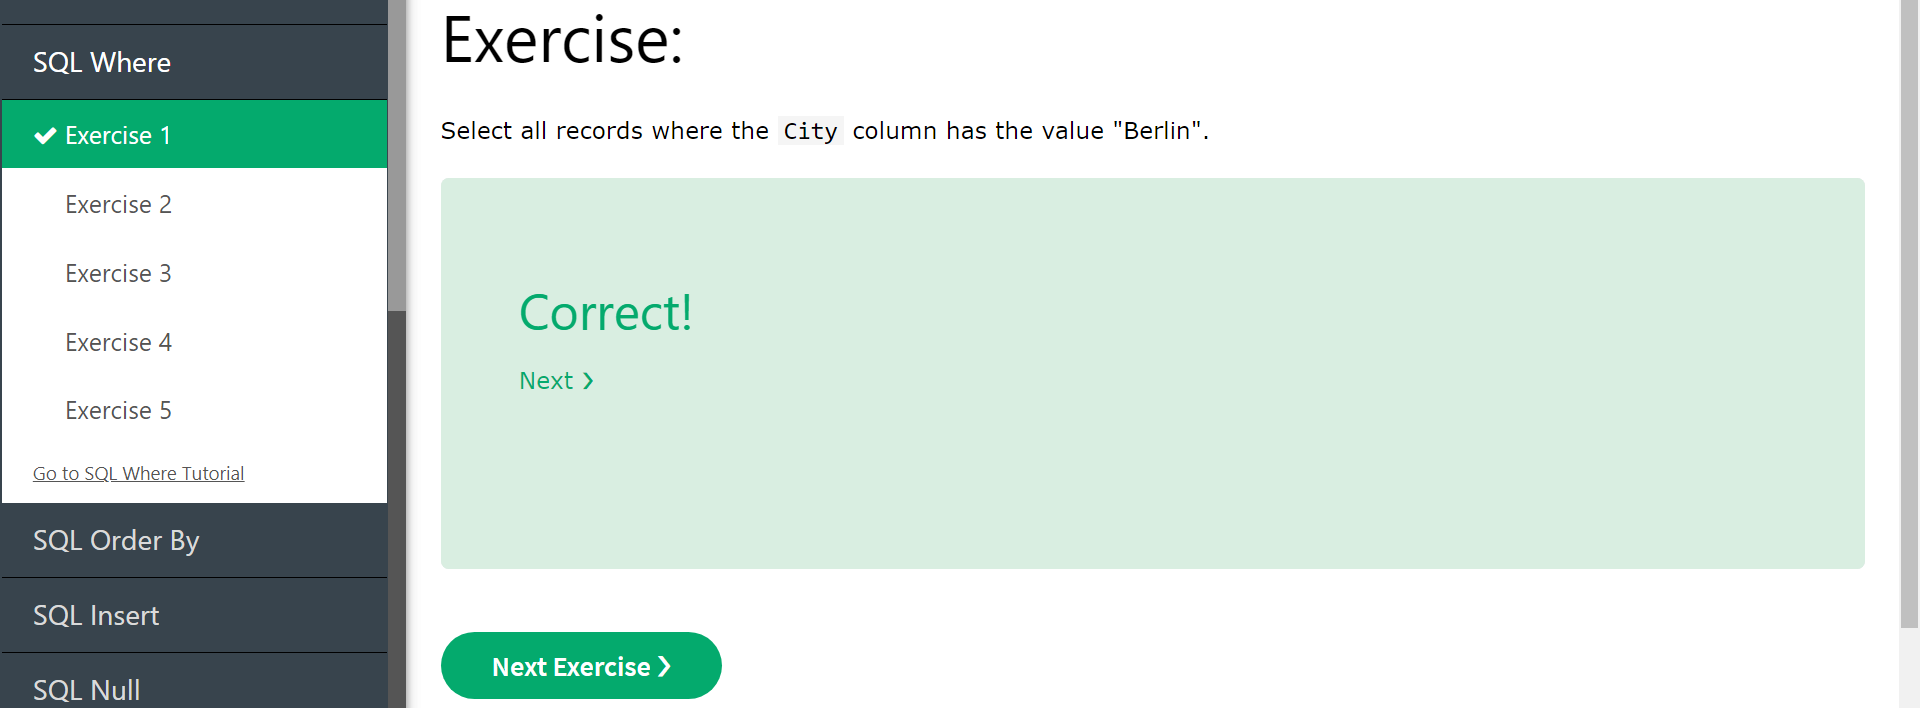 SQL Where
Exercise 1
Exercise 2
Exercise 3
Exercise 4
Exercise 5
Go to SQL Where Tutorial
SQL Order By
SQL Insert
SQL Null
Exercise:
Select all records where the City column has the value "Berlin".
Correct!
Next ❯
Next Exercise ❯